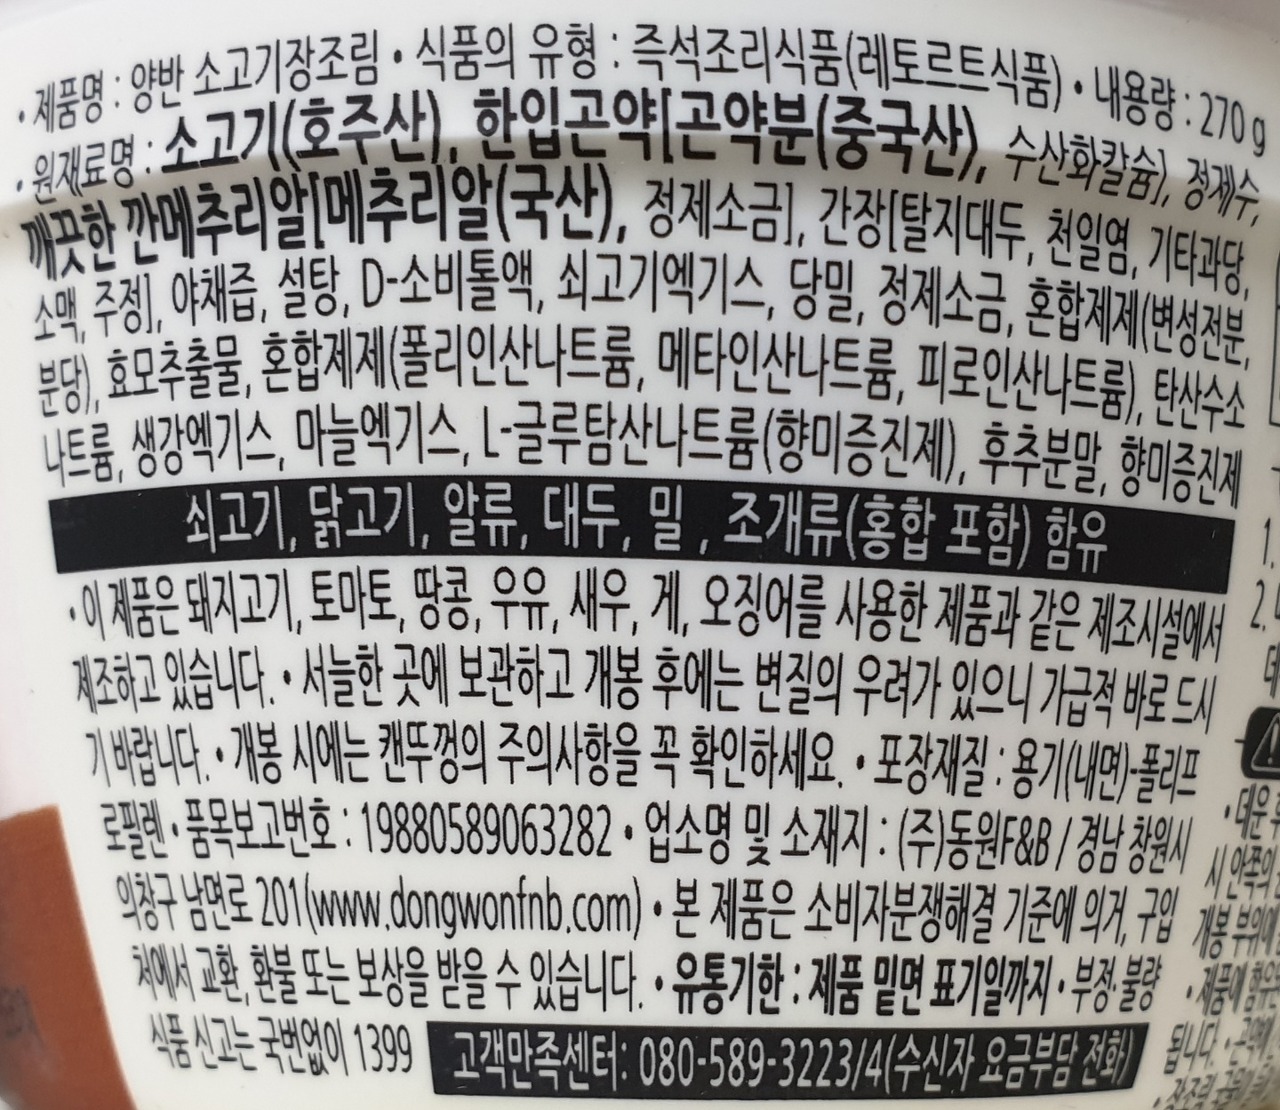 • 제품명 : 양반 소고기장조림 • 식품의 유형 : 즉석조리식품(레토르트식품) • 내용량 : 270 g
• 원재료명 : 소고기(호주산), 한입곤약[곤약분(중국산), 수산화칼슘], 정제수,
깨끗한 깐메추리알[메추리알(국산), 정제소금], 간장[탈지대두, 천일염, 기타과당,
소맥, 주정], 야채즙, 설탕, D-소비톨액, 쇠고기엑기스, 당밀, 정제소금, 혼합제제(변성전분,
분당), 효모추출물, 혼합제제(폴리인산나트륨, 메타인산나트륨, 피로인산나트륨), 탄산수소
나트륨, 생강엑기스, 마늘엑기스, L-글루탐산나트륨(향미증진제), 후추분말, 향미증진제
쇠고기, 닭고기, 알류, 대두, 밀, 조개류(홍합 포함) 함유
• 이 제품은 돼지고기, 토마토, 땅콩, 우유, 새우, 게, 오징어를 사용한 제품과 같은 제조시설에서
제조하고 있습니다. • 서늘한 곳에 보관하고 개봉 후에는 변질의 우려가 있으니 가급적 바로 드시
기 바랍니다. • 개봉 시에는 캔뚜껑의 주의사항을 꼭 확인하세요. • 포장재질 : 용기(내면)-폴리프
로필렌 • 품목보고번호 : 19880589063282 • 업소명 및 소재지 : (주)동원F&B / 경남 창원시
의창구 남면로 201(www.dongwonfnb.com) • 본 제품은 소비자분쟁해결 기준에 의거, 구입
처에서 교환, 환불 또는 보상을 받을 수 있습니다. • 유통기한 : 제품 밑면 표기일까지 • 부정·불량
식품 신고는 국번없이 1399 고객만족센터: 080-589-3223/4(수신자 요금부담 전화)
1.
2.
시 안쪽의
개봉 부위에
• 제품에 함유
됩니다.